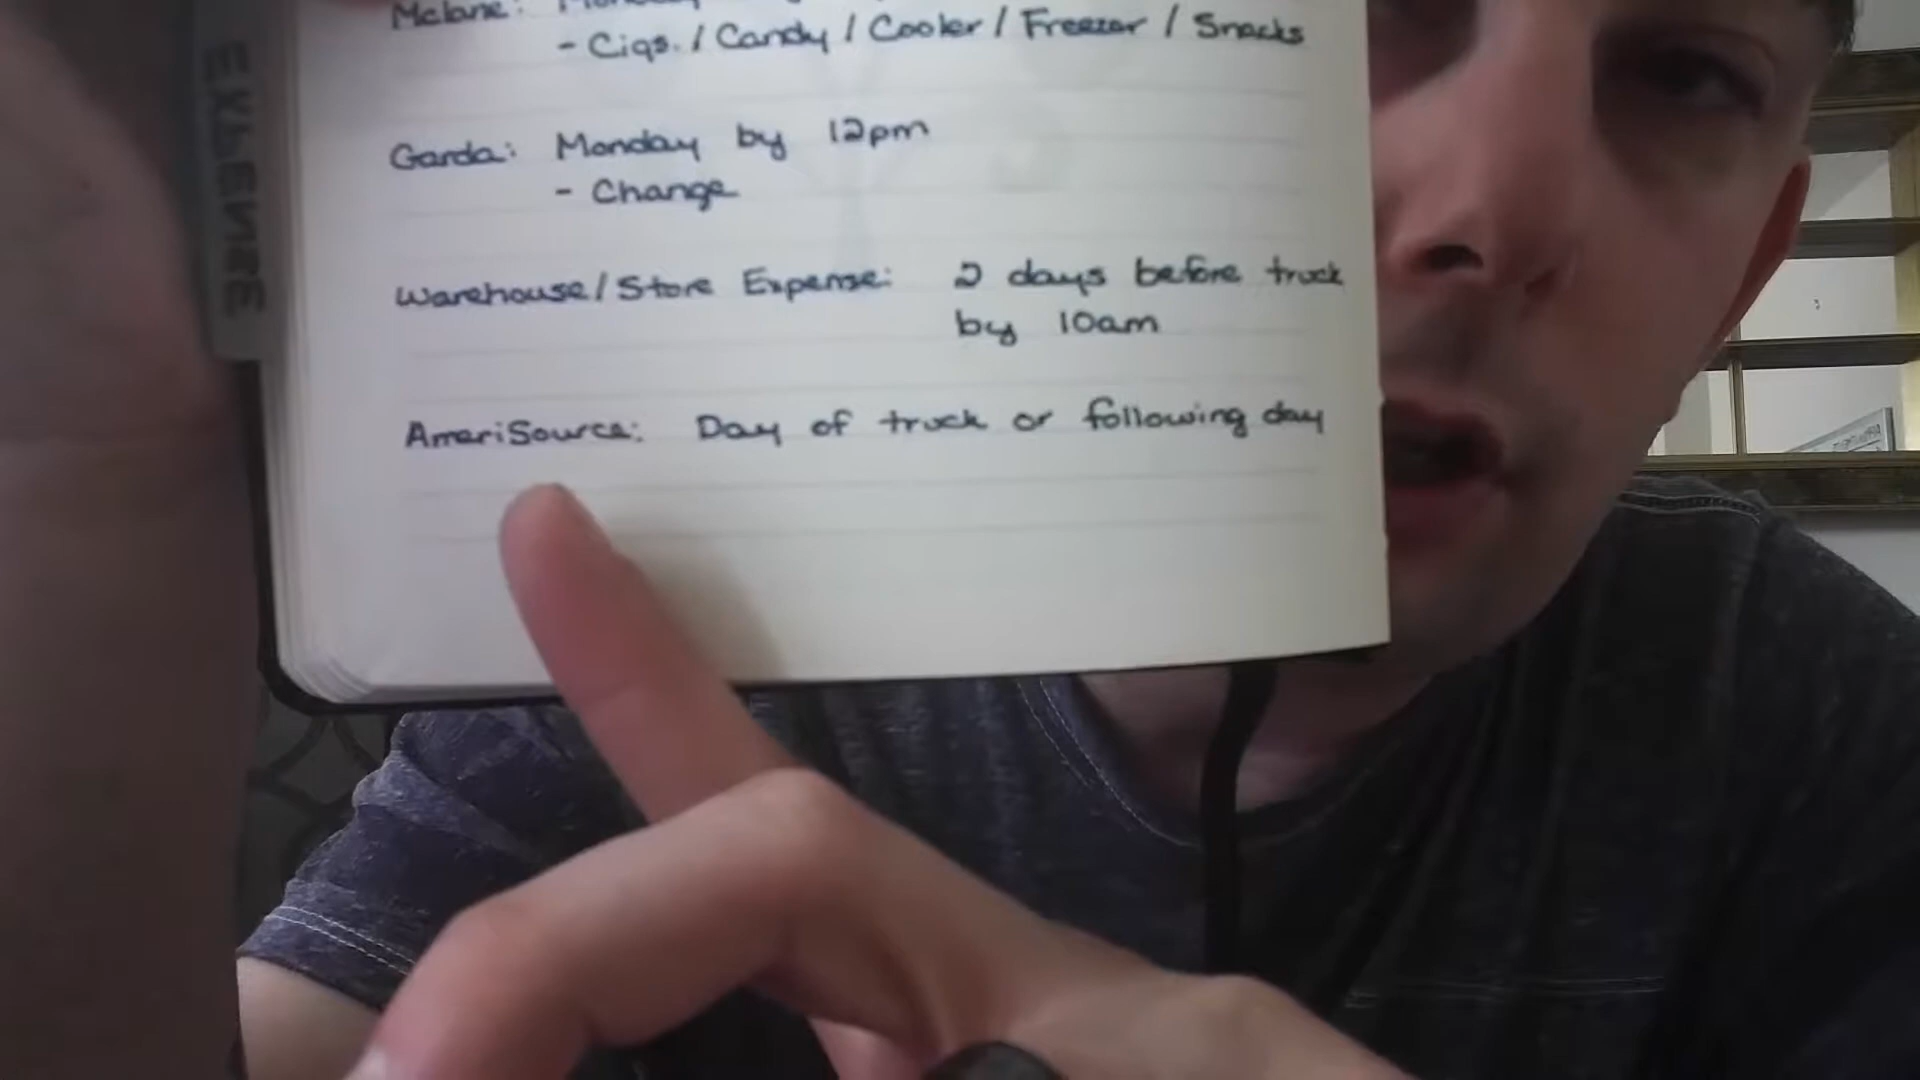 Mclane: Monday
- Cigs. / Candy / Cooler / Freezer / Snacks
Garda: Monday by 12pm
- Change
Warehouse/Store Expense: 2 days before truck
by 10am
AmeriSource: Day of truck or following day
EXPENSE